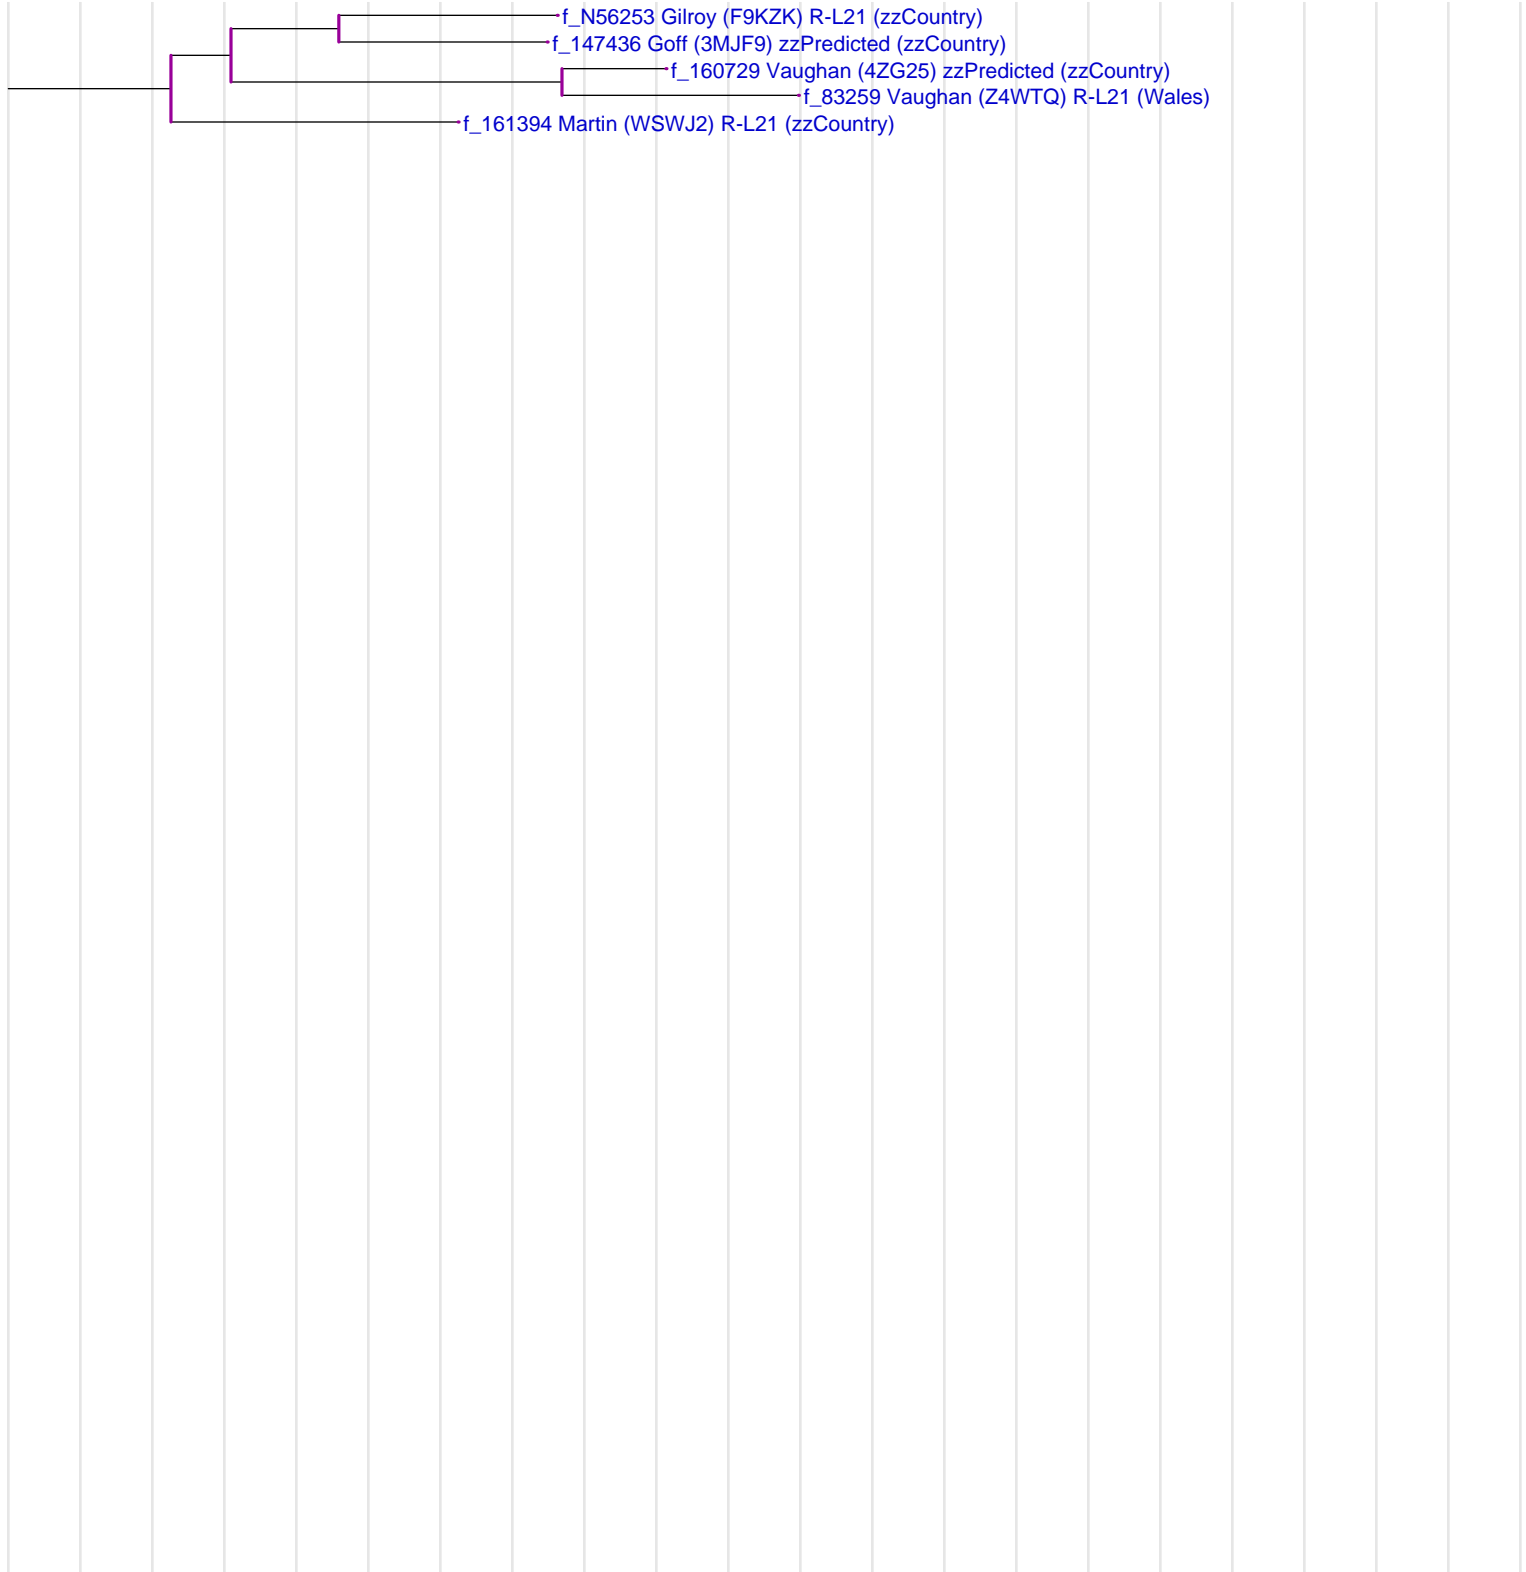 f_N56253 Gilroy (F9KZK) R-L21 (zzCountry)
f_147436 Goff (3MJF9) zzPredicted (zzCountry)
f_160729 Vaughan (4ZG25) zzPredicted (zzCountry)
f_83259 Vaughan (Z4WTQ) R-L21 (Wales)
f_161394 Martin (WSWJ2) R-L21 (zzCountry)